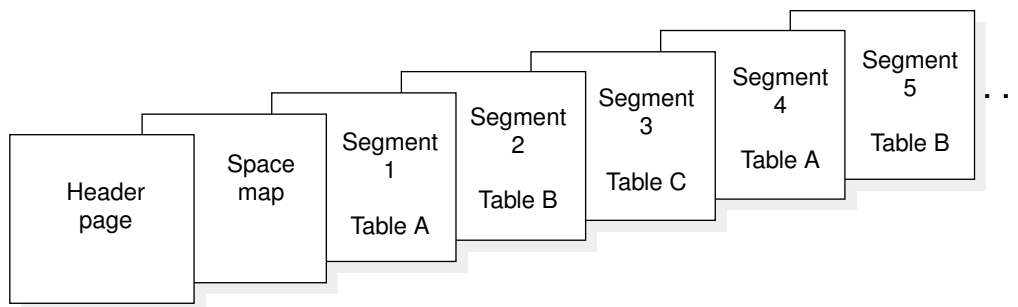 Header
page
Space
map
Segment
1
Table A
Segment
2
Table B
Segment
3
Table C
Segment
4
Table A
Segment
5
Table B
. .